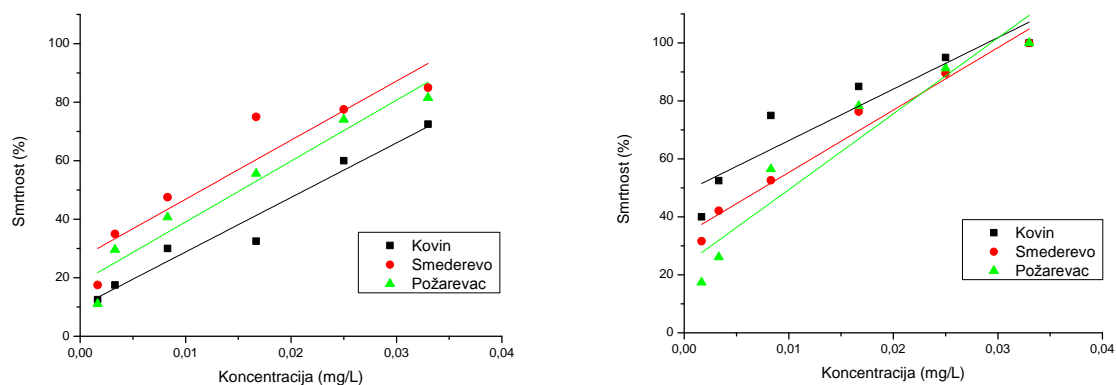 100
80
60
40
20
0
Smrtnost (%)
0,00 0,01 0,02 0,03 0,04
Koncentracija (mg/L)
Kovin
Smederevo
Požarevac
100
80
60
40
20
0
Smrtnost (%)
0,00 0,01 0,02 0,03 0,04
Koncentracija (mg/L)
Kovin
Smederevo
Požarevac